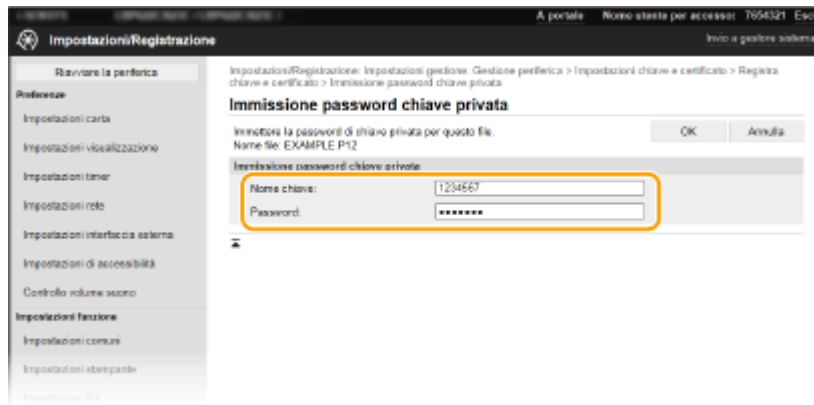 A portale Nome utente per accesso: 7654321 Esci
Impostazioni/Registrazione
Invio a gestore sistema
Riavviare la periferica
Preferenze
Impostazioni carta
Impostazioni visualizzazione
Impostazioni timer
Impostazioni rete
Impostazioni interfaccia esterna
Impostazioni di accessibilità
Controllo volume suono
Impostazioni funzione
Impostazioni comuni
Impostazioni stampante
Impostazioni RX
Impostazioni/Registrazione: Impostazioni gestione: Gestione periferica > Impostazioni chiave e certificato > Registra
chiave e certificato > Immissione password chiave privata
Immissione password chiave privata
Immettere la password di chiave privata per questo file.
Nome file: EXAMPLE.P12
OK Annulla
Immissione password chiave privata
Nome chiave: 1234567
Password: •••••••